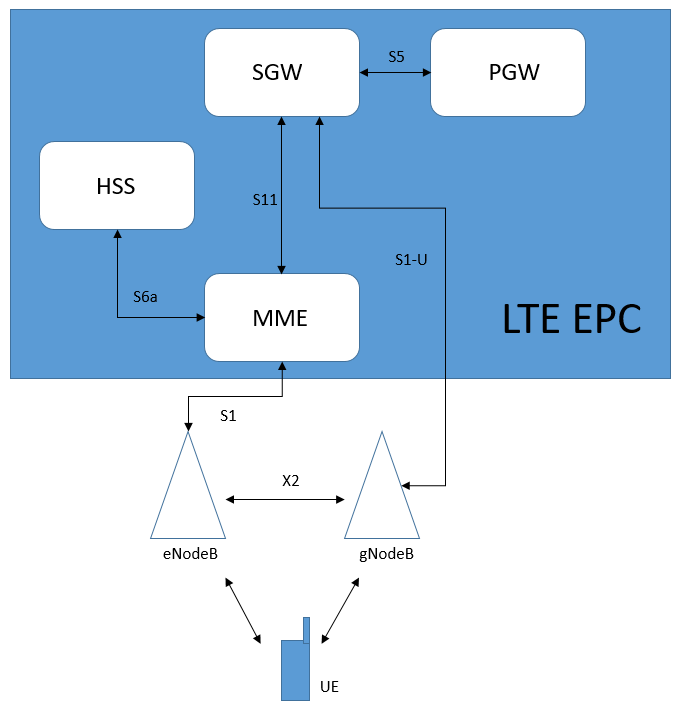 SGW
S5
PGW
HSS
S11
S1-U
S6a
MME
LTE EPC
S1
X2
eNodeB
gNodeB
UE